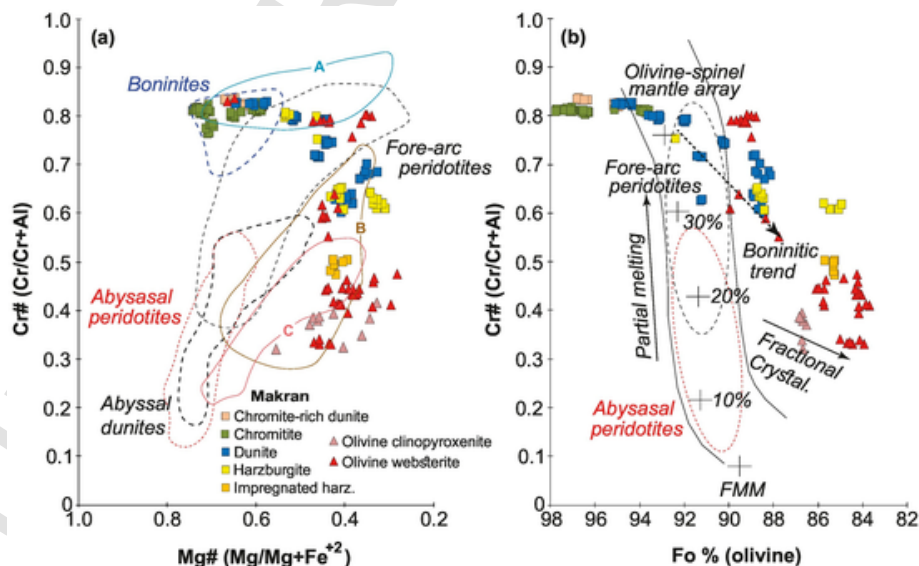 (a)
Boninites
A
Fore-arc
peridotites
B
C
Abysasal
peridotites
Abyssal
dunites
Makran
Chromite-rich dunite
Chromitite
Dunite
Harzburgite
Impregnated harz.
Olivine clinopyroxenite
Olivine websterite
Cr# (Cr/Cr+Al)
1
0.9
0.8
0.7
0.6
0.5
0.4
0.3
0.2
0.1
0
1.0
0.8
0.6
0.4
0.2
Mg# (Mg/Mg+Fe+2)
(b)
Olivine-spinel
mantle array
Fore-arc
peridotites
30%
Boninitic
trend
20%
Partial melting
Fractional
Crystal.
10%
Abysasal
peridotites
FMM
Cr# (Cr/Cr+Al)
1
0.9
0.8
0.7
0.6
0.5
0.4
0.3
0.2
0.1
0
98
96
94
92
90
88
86
84
82
Fo % (olivine)